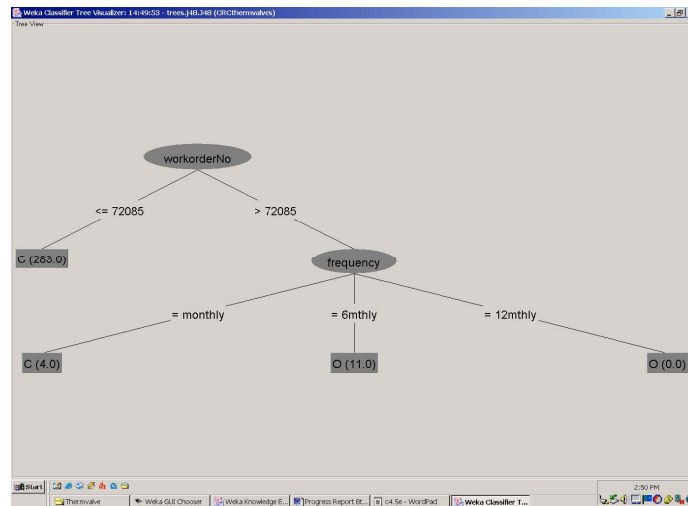 Weka Classifier Tree Visualizer: 14:49:53 - trees.j48.J48 (CRCthermvalves)
Tree View
workorderNo
<= 72085
> 72085
C (283.0)
frequency
= monthly
= 6mthly
= 12mthly
C (4.0)
O (11.0)
O (0.0)
Start
2:50 PM
Thermvalve
Weka GUI Chooser
Weka Knowledge E...
Progress Report Bt...
c4.5e - WordPad
Weka Classifier T...